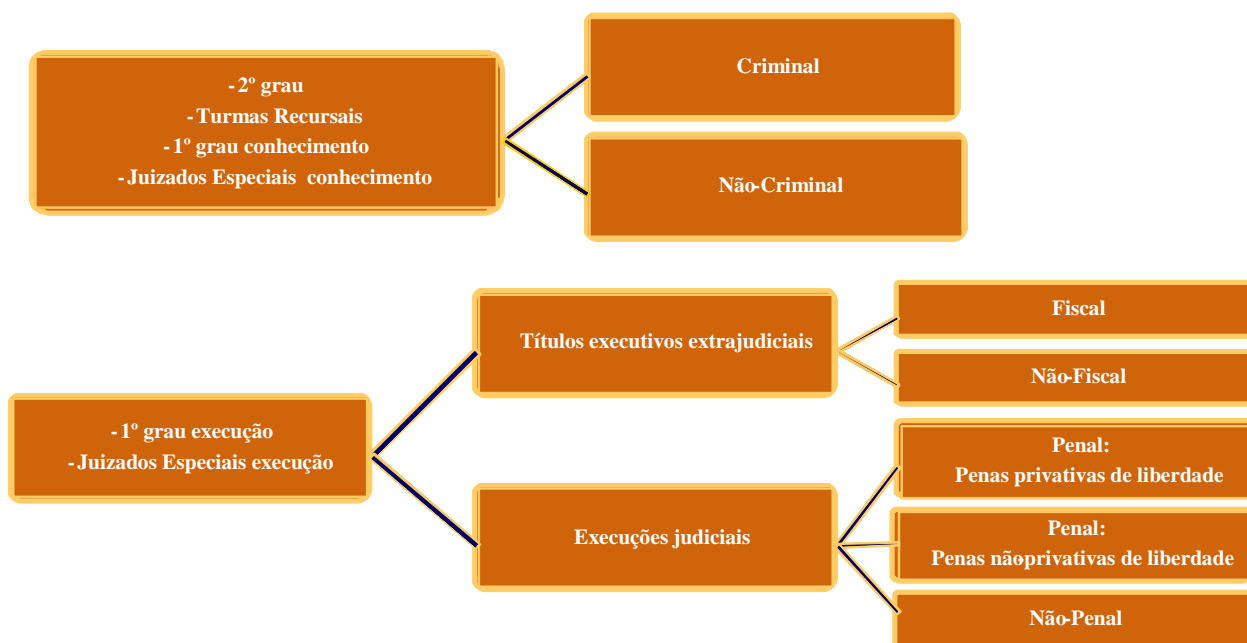 - 2º grau
- Turmas Recursais
- 1º grau conhecimento
- Juizados Especiais conhecimento
Criminal
Não-Criminal
- 1º grau execução
- Juizados Especiais execução
Títulos executivos extrajudiciais
Fiscal
Não-Fiscal
Execuções judiciais
Penal:
Penas privativas de liberdade
Penal:
Penas não-privativas de liberdade
Não-Penal